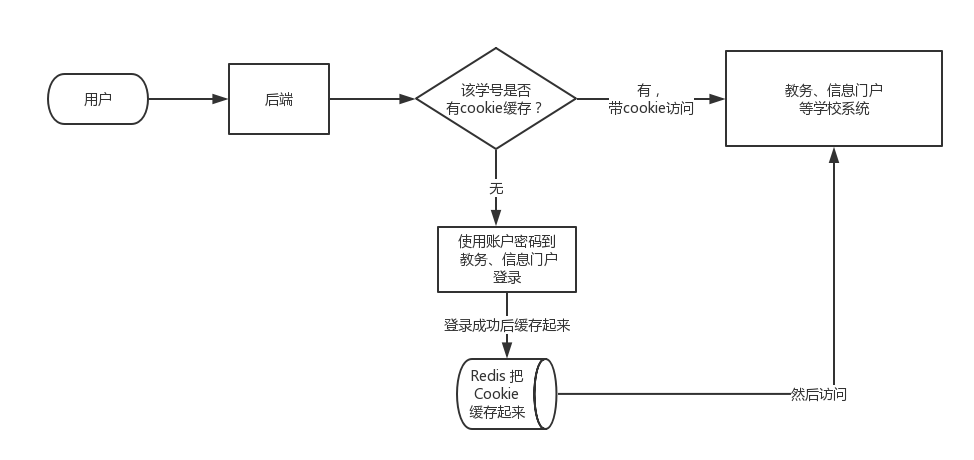 用户
后端
该学号是否
有cookie缓存？
有，
带cookie访问
教务、信息门户
等学校系统
无
使用账户密码到
教务、信息门户
登录
登录成功后缓存起来
Redis 把
Cookie
缓存起来
然后访问